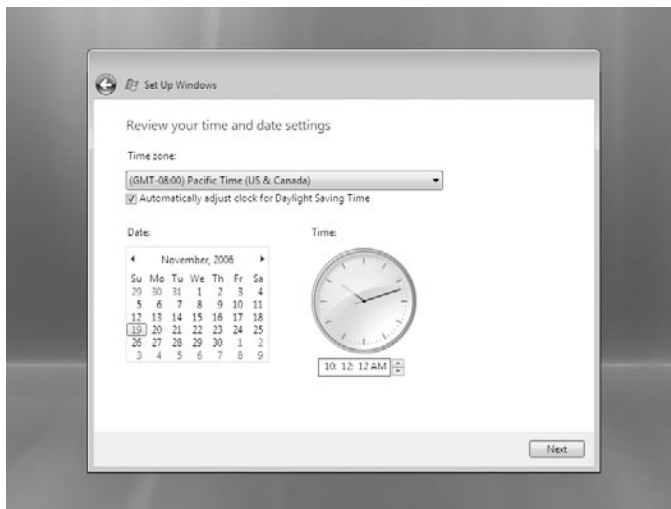 Set Up Windows
Review your time and date settings
Time zone:
(GMT-08:00) Pacific Time (US & Canada)
Automatically adjust clock for Daylight Saving Time
Date:
November, 2006
Su Mo Tu We Th Fr Sa
29 30 31 1 2 3 4
5 6 7 8 9 10 11
12 13 14 15 16 17 18
19 20 21 22 23 24 25
26 27 28 29 30 1 2
3 4 5 6 7 8 9
Time:
10: 12: 12 AM
Next